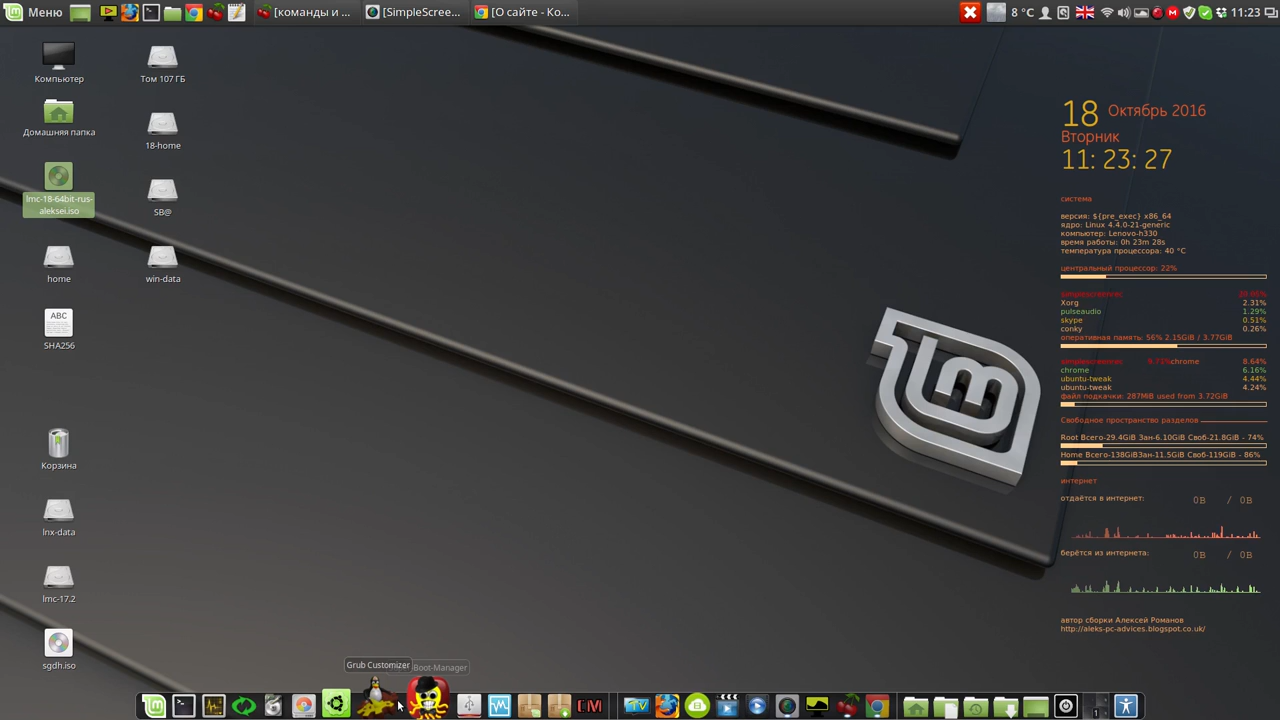 Меню
[команды и ...
[SimpleScree...
[О сайте - Ко...
8 °C
11:23
Компьютер
Том 107 ГБ
Домашняя папка
18-home
lmc-18-64bit-rus-
aleksei.iso
SB@
home
win-data
ABC
SHA256
Корзина
lnx-data
lmc-17.2
sgdh.iso
18 Октябрь 2016
Вторник
11: 23: 27
система
версия: ${pre_exec} x86_64
ядро: Linux 4.4.0-21-generic
компьютер: Lenovo-h330
время работы: 0h 23m 28s
температура процессора: 40 °C
центральный процессор: 22%
Xorg 2.31%
pulseaudio 1.29%
skype 0.51%
conky 0.26%
оперативная память: 56% 2.15GiB / 3.77GiB
simplescreenrec 9.71%chrome 8.64%
chrome 6.16%
ubuntu-tweak 4.44%
ubuntu-tweak 4.24%
файл подкачки: 287MiB used from 3.72GiB
Свободное пространство разделов
Root Всего-29.4GiB Зан-6.10GiB Своб-21.8GiB - 74%
Home Всего-138GiBЗан-11.5GiB Своб-119GiB - 86%
интернет
отдаётся в интернет: 0B / 0B
берётся из интернета: 0B / 0B
автор сборки Алексей Романов
http://aleks-pc-advices.blogspot.co.uk/
Grub Customizer
Boot-Manager
TV